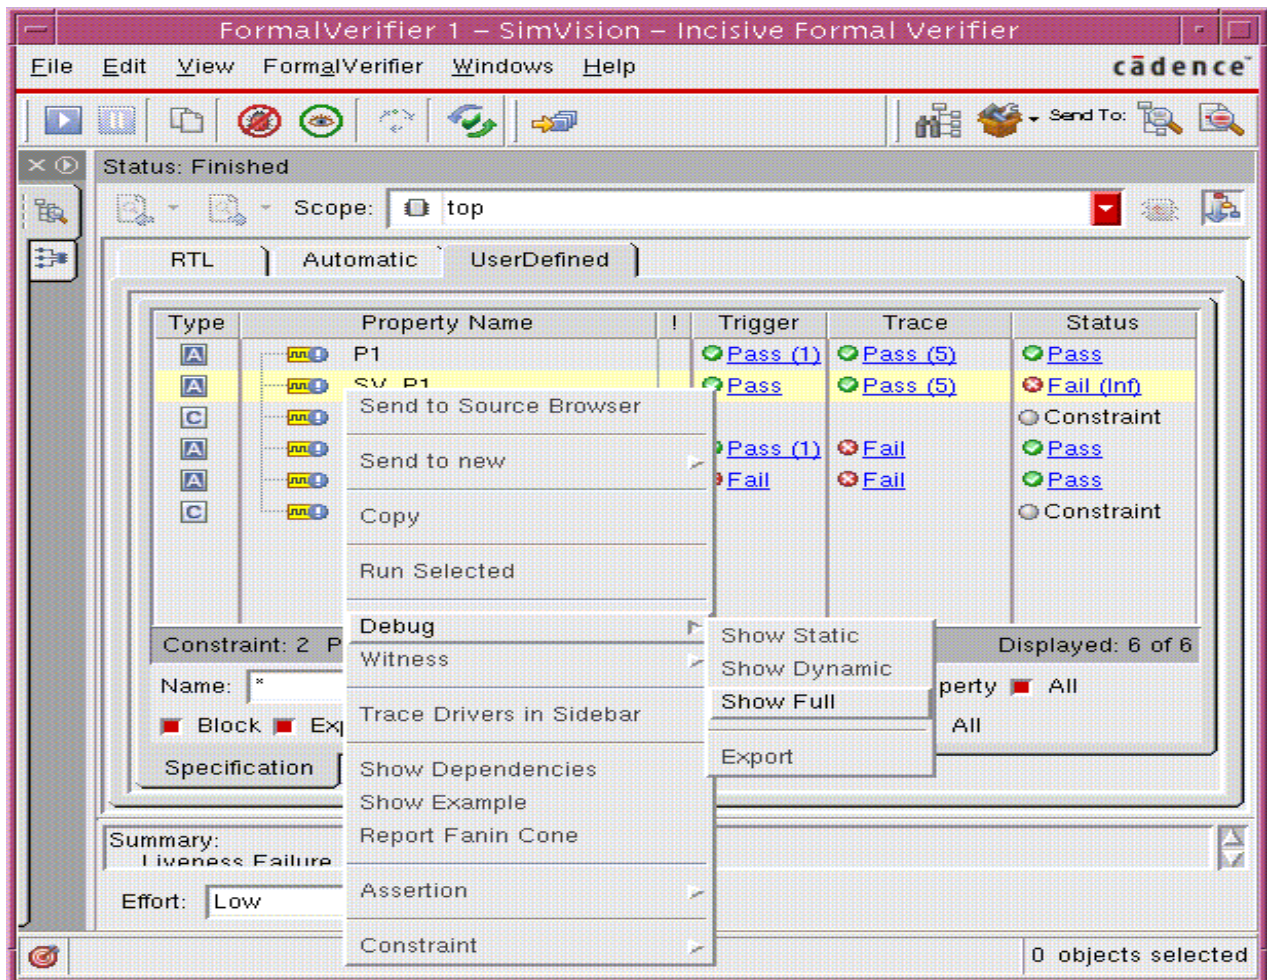 FormalVerifier 1 – SimVision – Incisive Formal Verifier
File Edit View FormalVerifier Windows Help cādence
Send To:
Status: Finished
Scope: top
RTL Automatic UserDefined
Type Property Name ! Trigger Trace Status
A P1 Pass (1) Pass (5) Pass
A SV_P1 Pass Pass (5) Fail (Inf)
C Constraint
A Pass (1) Fail Pass
A Fail Fail Pass
C Constraint
Send to Source Browser
Send to new
Copy
Run Selected
Debug
Witness
Trace Drivers in Sidebar
Show Dependencies
Show Example
Report Fanin Cone
Assertion
Constraint
Show Static
Show Dynamic
Show Full
Export
Constraint: 2 P Displayed: 6 of 6
Name: * perty All
Block Exp All
Specification
Summary:
Liveness Failure
Effort: Low
0 objects selected